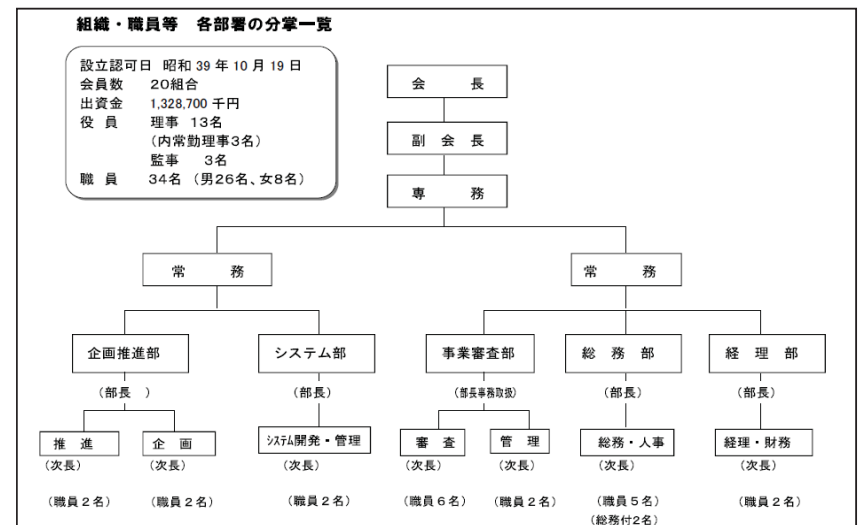 組織・職員等 各部署の分掌一覧
設立認可日 昭和 39 年 10 月 19 日
会員数 20組合
出資金 1,328,700 千円
役 員 理事 13名
(内常勤理事3名)
監事 3名
職 員 34名 (男26名、女8名)
会 長
副 会 長
専 務
常 務 常 務
企画推進部 システム部 事業審査部 総 務 部 経 理 部
(部長 ) (部長) (部長事務取扱) (部長) (部長)
推 進 企 画 システム開発・管理 審 査 管 理 総務・人事 経理・財務
(次長) (次長) (次長) (次長) (次長) (次長) (次長)
(職員2名) (職員2名) (職員2名) (職員6名) (職員2名) (職員5名) (職員2名)
(総務付2名)